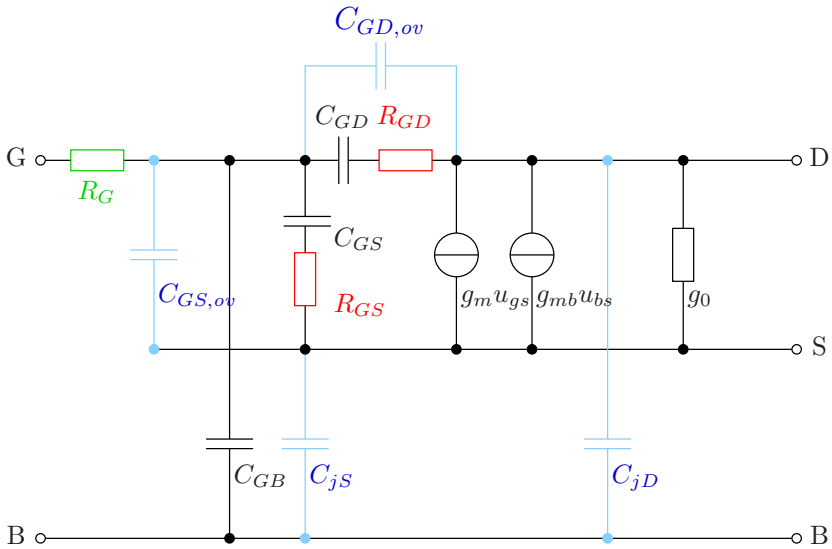 C_{GD,ov}
C_{GD} R_{GD}
G D
R_G
C_{GS}
C_{GS,ov} R_{GS} g_m u_{gs} g_{mb} u_{bs} g_0
S
C_{GB} C_{jS} C_{jD}
B B